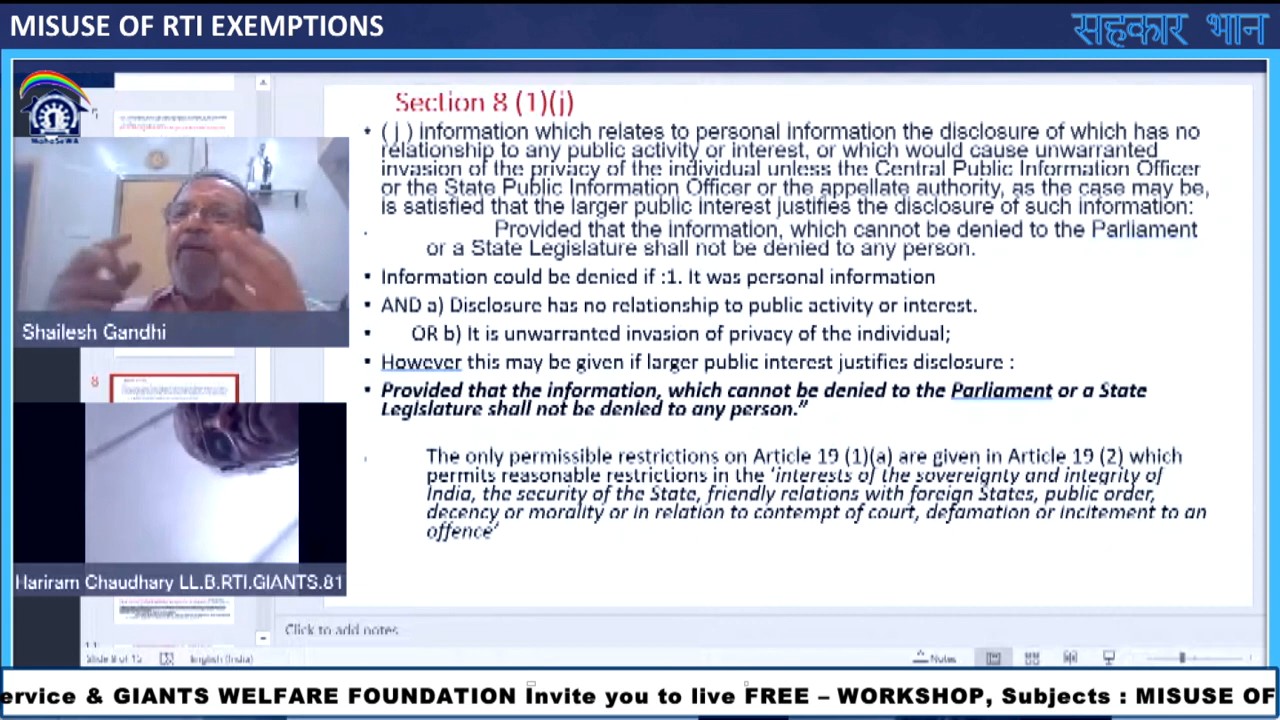 MISUSE OF RTI EXEMPTIONS
सहकार भान
MahaSeWA
Section 8 (1)(j)
• ( j ) information which relates to personal information the disclosure of which has no
relationship to any public activity or interest, or which would cause unwarranted
invasion of the privacy of the individual unless the Central Public Information Officer
or the State Public Information Officer or the appellate authority, as the case may be,
is satisfied that the larger public interest justifies the disclosure of such information:
Provided that the information, which cannot be denied to the Parliament
or a State Legislature shall not be denied to any person.
• Information could be denied if :1. It was personal information
• AND a) Disclosure has no relationship to public activity or interest.
• OR b) It is unwarranted invasion of privacy of the individual;
• However this may be given if larger public interest justifies disclosure :
• Provided that the information, which cannot be denied to the Parliament or a State
Legislature shall not be denied to any person.”
The only permissible restrictions on Article 19 (1)(a) are given in Article 19 (2) which
permits reasonable restrictions in the ‘interests of the sovereignty and integrity of
India, the security of the State, friendly relations with foreign States, public order,
decency or morality or in relation to contempt of court, defamation or incitement to an
offence’
Shailesh Gandhi
8
Hariram Chaudhary LL.B.RTI.GIANTS.81
11
Click to add notes
Slide 8 of 15
English (India)
Notes
ervice & GIANTS WELFARE FOUNDATION Invite you to live FREE – WORKSHOP, Subjects : MISUSE OF